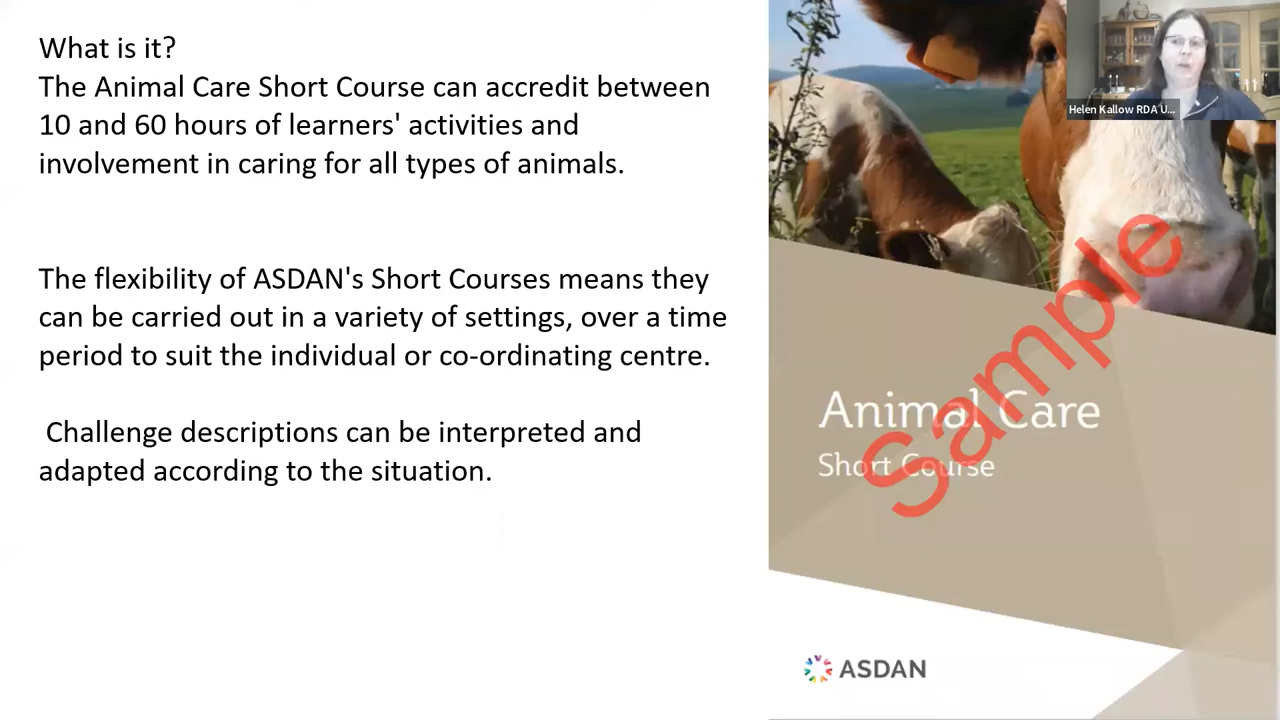 What is it?
The Animal Care Short Course can accredit between
10 and 60 hours of learners' activities and
involvement in caring for all types of animals.
The flexibility of ASDAN's Short Courses means they
can be carried out in a variety of settings, over a time
period to suit the individual or co-ordinating centre.
Challenge descriptions can be interpreted and
adapted according to the situation.
Helen Kallow RDA U...
Sample
Animal Care
Short Course
ASDAN